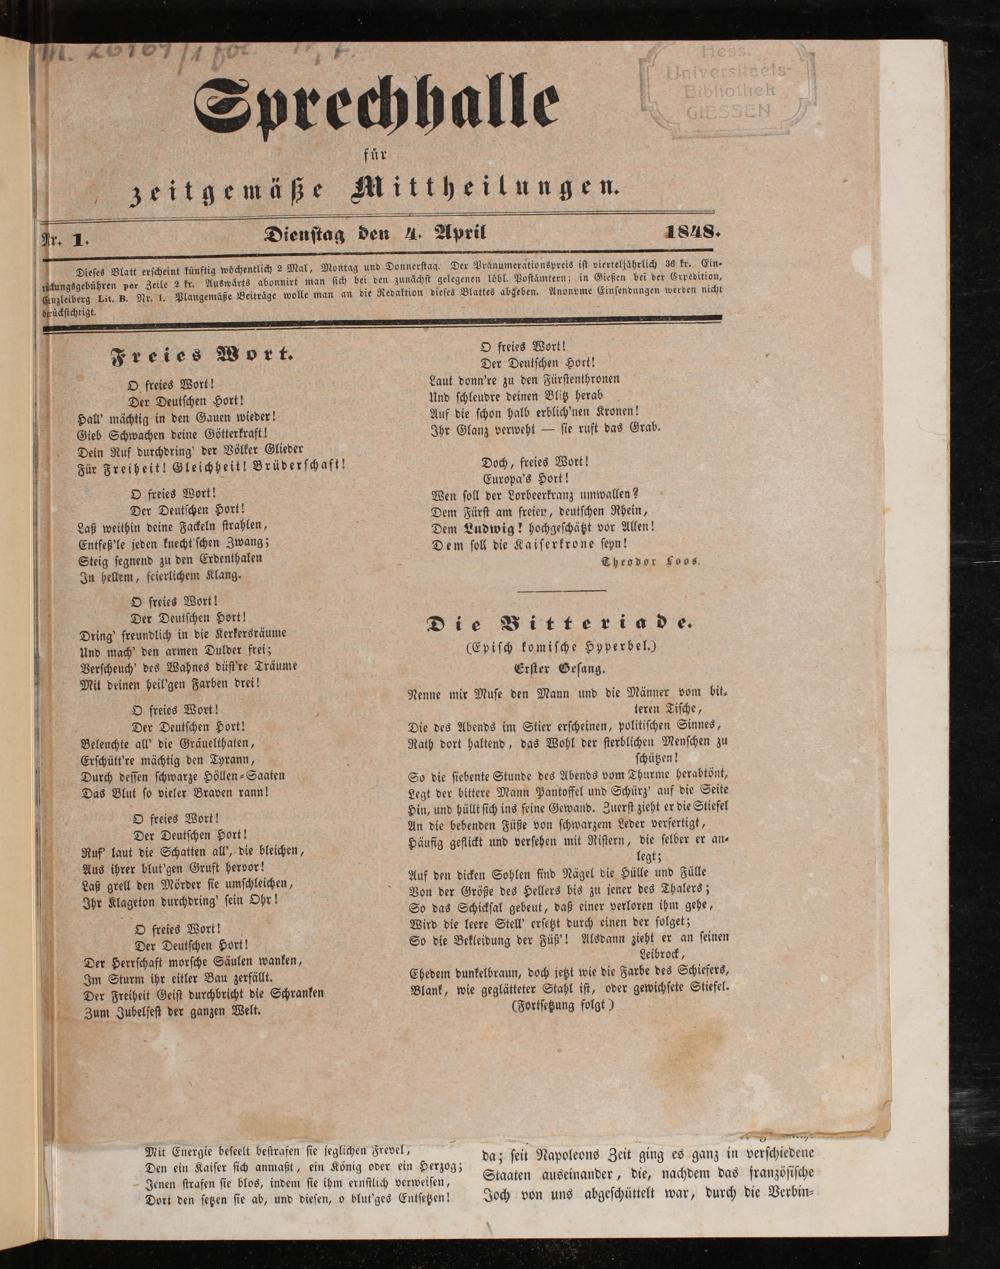 Hess.
Universitaets-
Bibliothek
GIESSEN
Sprechhalle
für
zeitgemäße Mittheilungen.
Nr. 1. Dienstag den 4. April 1848.
Dieses Blatt erscheint künftig wöchentlich 2 Mal, Montag und Donnerstag. Der Pränumerationspreis ist vierteljährlich 36 kr. Ein-
rückungsgebühren per Zeile 2 kr. Auswärts abonnirt man sich bei den zunächst gelegenen löbl. Postämtern; in Gießen bei der Expedition,
Canzleiberg Lit. B. Nr. 1. Plangemäße Beiträge wolle man an die Redaktion dieses Blattes abgeben. Anonyme Einsendungen werden nicht
berücksichtigt.
Freies Wort.
O freies Wort!
Der Deutschen Hort!
Hall' mächtig in den Gauen wieder!
Gieb Schwachen deine Götterkraft!
Dein Ruf durchdring' der Völker Glieder
Für Freiheit! Gleichheit! Brüderschaft!
O freies Wort!
Der Deutschen Hort!
Laß weithin deine Fackeln strahlen,
Entfeß'le jeden knecht'schen Zwang;
Steig segnend zu den Erdenthalen
In hellem, feierlichem Klang.
O freies Wort!
Der Deutschen Hort!
Dring' freundlich in die Kerkersräume
Und mach' den armen Dulder frei;
Verscheuch' des Wahnes düst're Träume
Mit deinen heil'gen Farben drei!
O freies Wort!
Der Deutschen Hort!
Beleuchte all' die Gräuelthaten,
Erschütt're mächtig den Tyrann,
Durch dessen schwarze Höllen-Saaten
Das Blut so vieler Braven rann!
O freies Wort!
Der Deutschen Hort!
Ruf' laut die Schatten all', die bleichen,
Aus ihrer blut'gen Gruft hervor!
Laß grell den Mörder sie umschleichen,
Ihr Klageton durchdring' sein Ohr!
O freies Wort!
Der Deutschen Hort!
Der Herrschaft morsche Säulen wanken,
Im Sturm ihr eitler Bau zerfällt.
Der Freiheit Geist durchbricht die Schranken
Zum Jubelfest der ganzen Welt.
O freies Wort!
Der Deutschen Hort!
Laut donn're zu den Fürstenthronen
Und schleudre deinen Blitz herab
Auf die schon halb erblich'nen Kronen!
Ihr Glanz verweht — sie ruft das Grab.
Doch, freies Wort!
Europa's Hort!
Wen soll der Lorbeerkranz umwallen?
Dem Fürst am freien, deutschen Rhein,
Dem Ludwig! hochgeschätzt vor Allen!
Dem soll die Kaiserkrone seyn!
Theodor Loos.
Die Bitteriade.
(Episch komische Hyperbel.)
Erster Gesang.
Nenne mir Muse den Mann und die Männer vom bit-
teren Tische,
Die des Abends im Stier erscheinen, politischen Sinnes,
Rath dort haltend, das Wohl der sterblichen Menschen zu
schützen!
So die siebente Stunde des Abends vom Thurme herabtönt,
Legt der bittere Mann Pantoffel und Schürz' auf die Seite
Hin, und hüllt sich ins feine Gewand. Zuerst zieht er die Stiefel
An die bebenden Füße von schwarzem Leder verfertigt,
Häufig geflickt und versehen mit Ristern, die selber er an-
legt;
Auf den dicken Sohlen sind Nägel die Hülle und Fülle
Von der Größe des Hellers bis zu jener des Thalers;
So das Schicksal gebeut, daß einer verloren ihm gehe,
Wird die leere Stell' ersetzt durch einen der folget;
So die Bekleidung der Füß'! Alsdann zieht er an seinen
Leibrock,
Ehedem dunkelbraun, doch jetzt wie die Farbe des Schiefers,
Blank, wie geglätteter Stahl ist, oder gewichsete Stiefel.
(Fortsetzung folgt)
Mit Energie beseelt bestrafen sie jeglichen Frevel,
Den ein Kaiser sich anmaßt, ein König oder ein Herzog;
Jenen strafen sie blos, indem sie ihm ernstlich verweisen,
Dort den setzen sie ab, und diesen, o blut'ges Entsetzen!
da; seit Napoleons Zeit ging es ganz in verschiedene
Staaten auseinander, die, nachdem das französische
Joch von uns abgeschüttelt war, durch die Verbin-